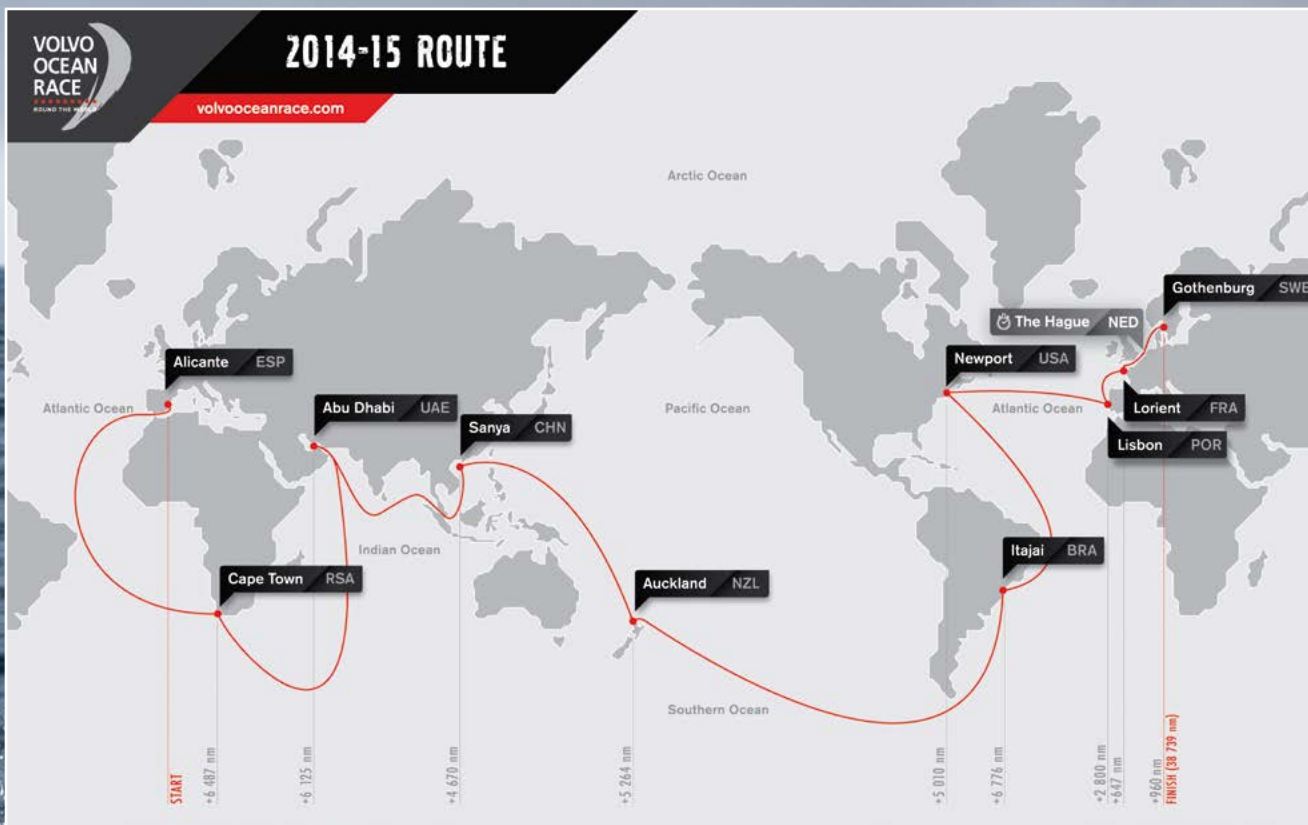 VOLVO
OCEAN
RACE
ROUND THE WORLD
2014-15 ROUTE
volvooceanrace.com
Arctic Ocean
Gothenburg SWE
The Hague NED
Alicante ESP
Newport USA
Atlantic Ocean
Abu Dhabi UAE
Pacific Ocean
Atlantic Ocean
Lorient FRA
Sanya CHN
Lisbon POR
Indian Ocean
Itajai BRA
Cape Town RSA
Auckland NZL
Southern Ocean
START
+6 487 nm
+6 125 nm
+4 670 nm
+5 264 nm
+5 010 nm
+6 776 nm
+2 800 nm
+647 nm
+960 nm
FINISH (38 739 nm)